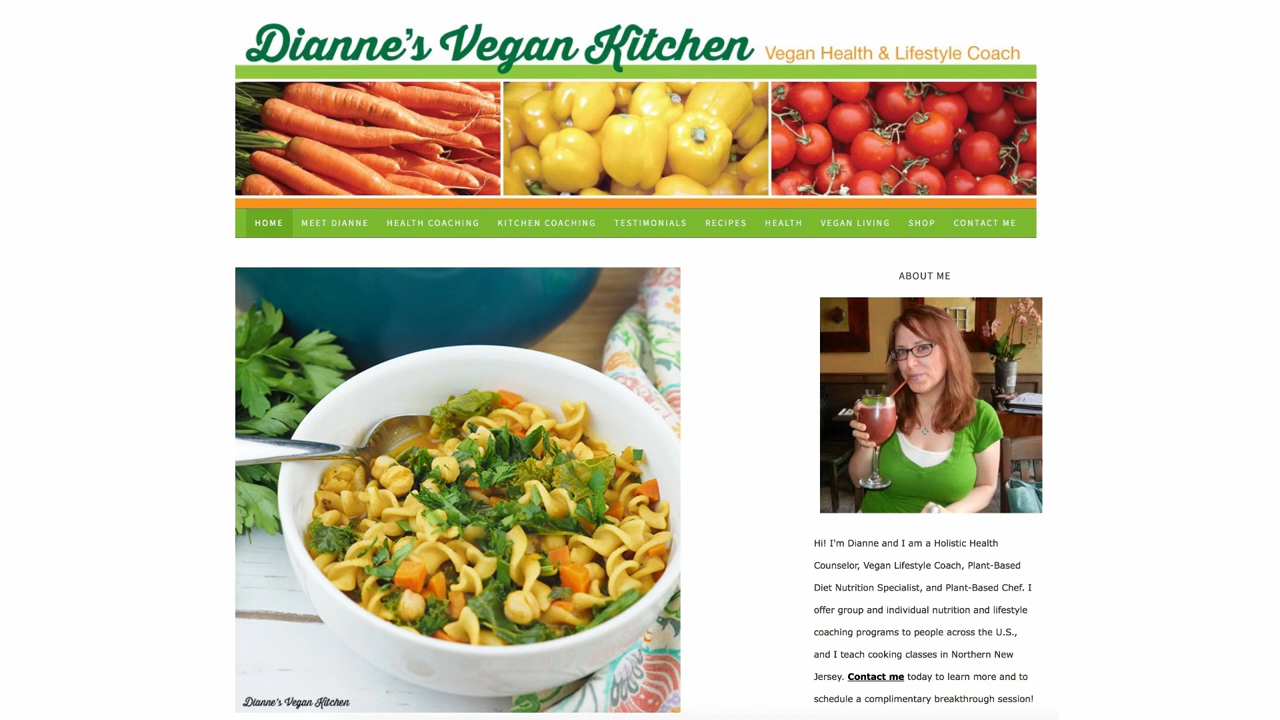 Dianne's Vegan Kitchen Vegan Health & Lifestyle Coach
HOME MEET DIANNE HEALTH COACHING KITCHEN COACHING TESTIMONIALS RECIPES HEALTH VEGAN LIVING SHOP CONTACT ME
Dianne's Vegan Kitchen
ABOUT ME
Hi! I'm Dianne and I am a Holistic Health
Counselor, Vegan Lifestyle Coach, Plant-Based
Diet Nutrition Specialist, and Plant-Based Chef. I
offer group and individual nutrition and lifestyle
coaching programs to people across the U.S.,
and I teach cooking classes in Northern New
Jersey. Contact me today to learn more and to
schedule a complimentary breakthrough session!